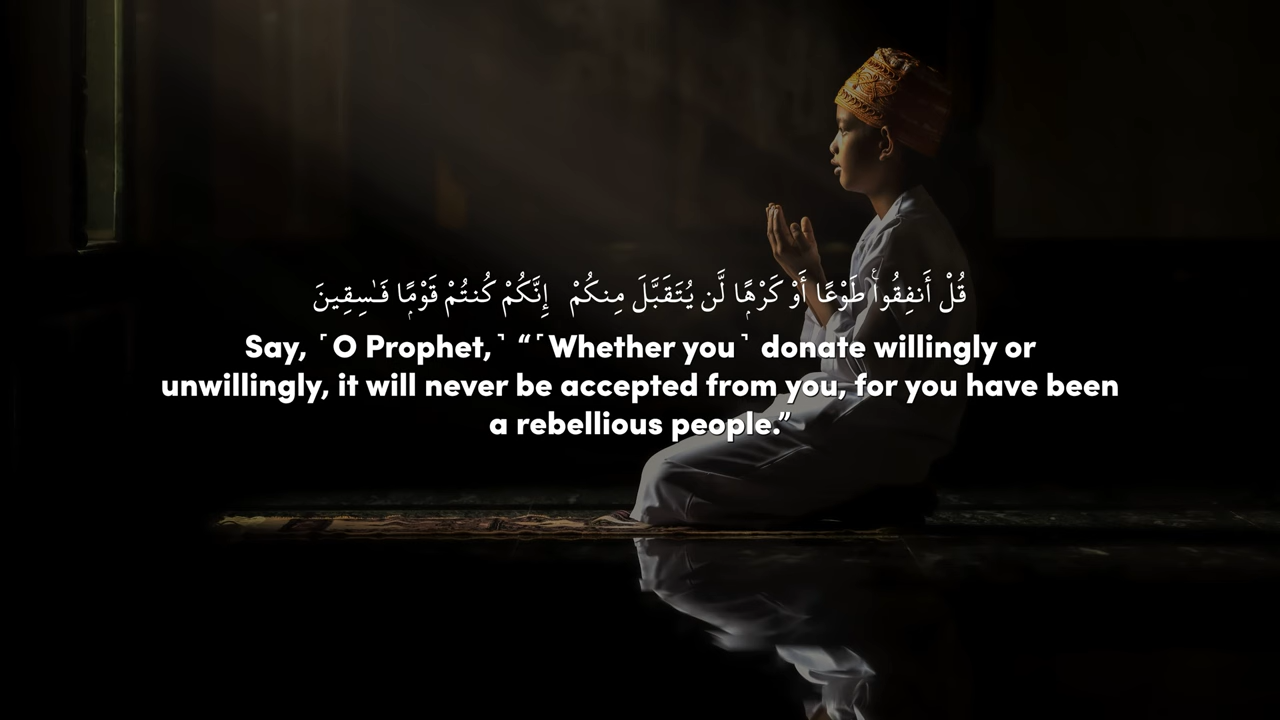 قُلْ أَنفِقُوا۟ طَوْعًا أَوْ كَرْهًۭا لَّن يُتَقَبَّلَ مِنكُمْ إِنَّكُمْ كُنتُمْ قَوْمًۭا فَـٰسِقِينَ
Say, ˹O Prophet,˺ “˹Whether you˺ donate willingly or
unwillingly, it will never be accepted from you, for you have been
a rebellious people.”